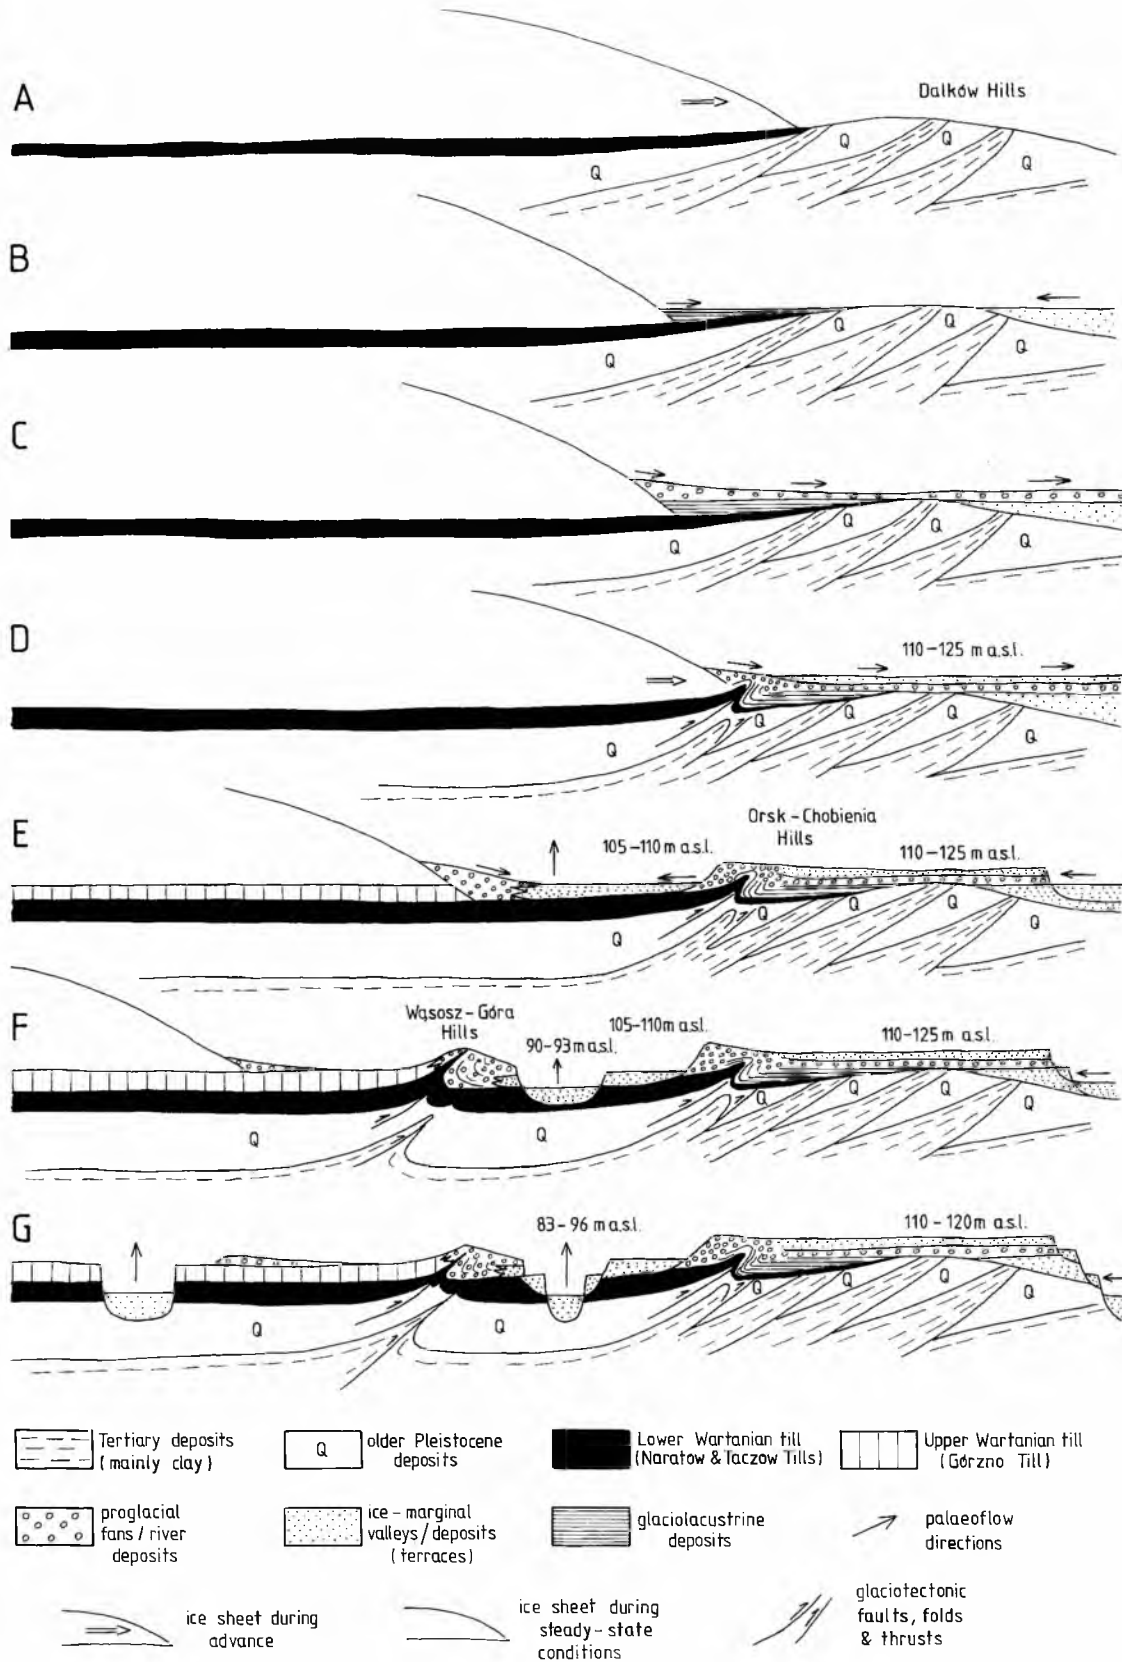 A
Dalków Hills
Q
Q
Q
Q
B
Q
Q
Q
Q
C
Q
Q
Q
Q
D
110-125 m a.s.l.
Q
Q
Q
Q
Q
E
Orsk-Chobienia
Hills
105-110m a.s.l.
110-125m a.s.l.
Q
Q
Q
Q
Q
F
Wąsosz-Góra
Hills
90-93m a.s.l.
105-110m a.s.l.
110-125m a.s.l.
Q
Q
Q
Q
Q
Q
G
83-96 m a.s.l.
110-120m a.s.l.
Q
Q
Q
Q
Q
Q
Tertiary deposits
(mainly clay)
Q
older Pleistocene
deposits
Lower Wartanian till
(Naratow & Taczow Tills)
Upper Wartanian till
(Górzno Till)
proglacial
fans/river
deposits
ice-marginal
valleys/deposits
(terraces)
glaciolacustrine
deposits
palaeoflow
directions
ice sheet during
advance
ice sheet during
steady-state
conditions
glaciotectonic
faults, folds
& thrusts